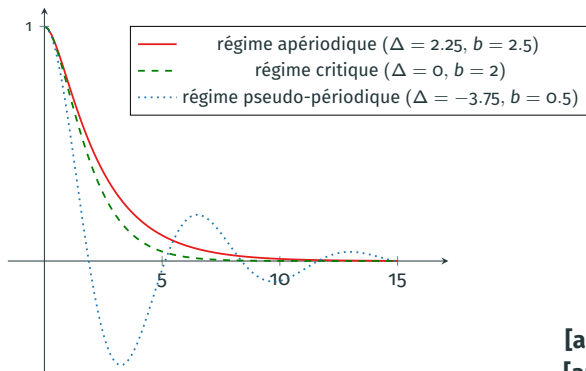 1
régime apériodique (Δ = 2.25, b = 2.5)
régime critique (Δ = 0, b = 2)
régime pseudo-périodique (Δ = −3.75, b = 0.5)
5 10 15
[a